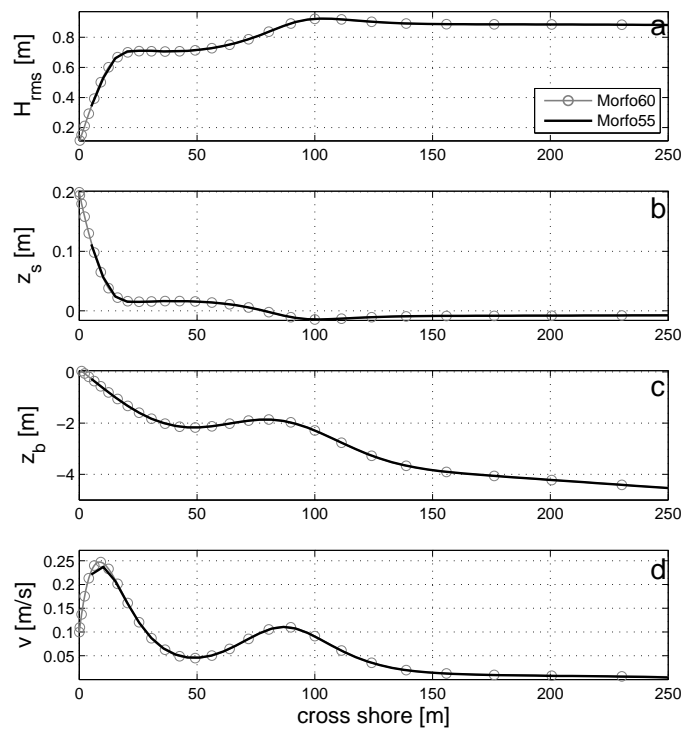 a
0.8
0.6
0.4
0.2
H_rms [m]
Morfo60
Morfo55
0 50 100 150 200 250
b
0.2
0.1
0
z_s [m]
0 50 100 150 200 250
c
0
−2
−4
z_b [m]
0 50 100 150 200 250
d
0.25
0.2
0.15
0.1
0.05
v [m/s]
0 50 100 150 200 250
cross shore [m]